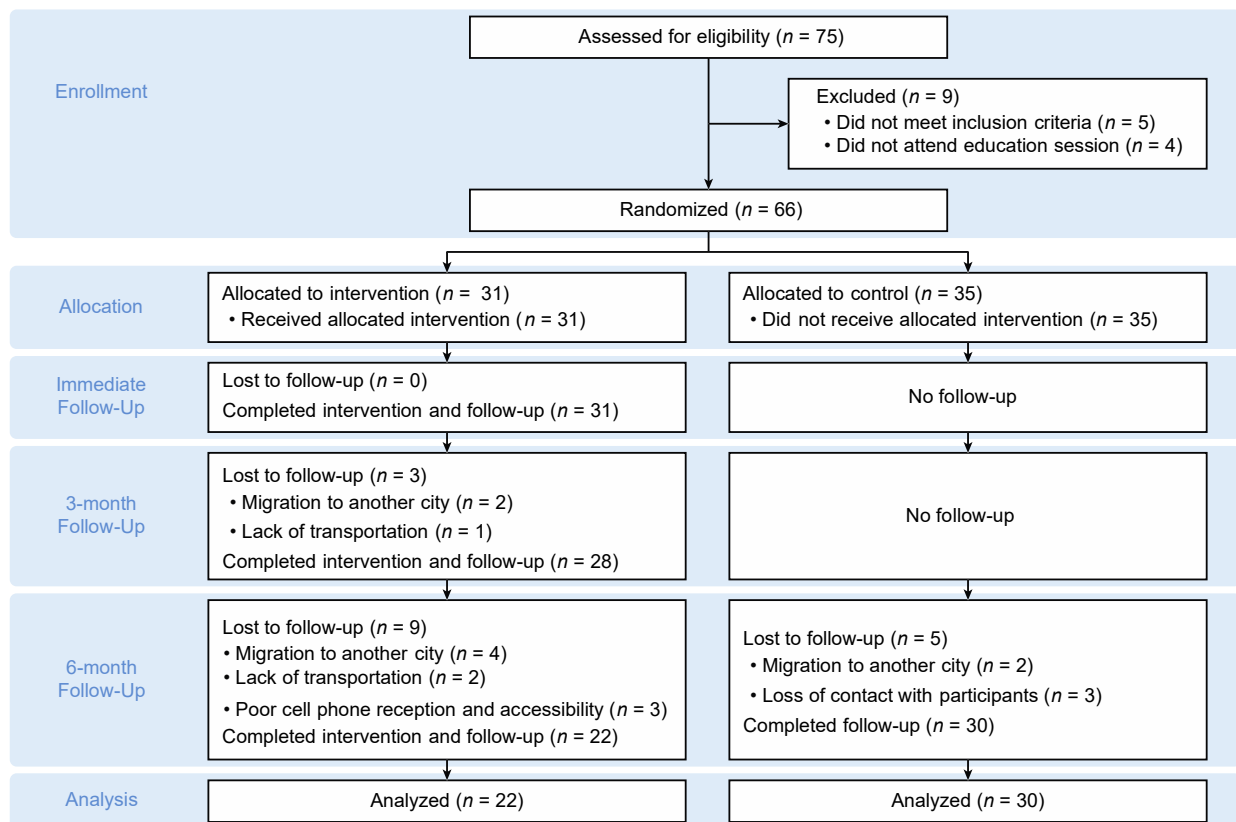 Enrollment
Assessed for eligibility (n = 75)
Excluded (n = 9)
• Did not meet inclusion criteria (n = 5)
• Did not attend education session (n = 4)
Randomized (n = 66)
Allocation
Allocated to intervention (n = 31)
• Received allocated intervention (n = 31)
Allocated to control (n = 35)
• Did not receive allocated intervention (n = 35)
Immediate
Follow-Up
Lost to follow-up (n = 0)
Completed intervention and follow-up (n = 31)
No follow-up
3-month
Follow-Up
Lost to follow-up (n = 3)
• Migration to another city (n = 2)
• Lack of transportation (n = 1)
Completed intervention and follow-up (n = 28)
No follow-up
6-month
Follow-Up
Lost to follow-up (n = 9)
• Migration to another city (n = 4)
• Lack of transportation (n = 2)
• Poor cell phone reception and accessibility (n = 3)
Completed intervention and follow-up (n = 22)
Lost to follow-up (n = 5)
• Migration to another city (n = 2)
• Loss of contact with participants (n = 3)
Completed follow-up (n = 30)
Analysis
Analyzed (n = 22)
Analyzed (n = 30)